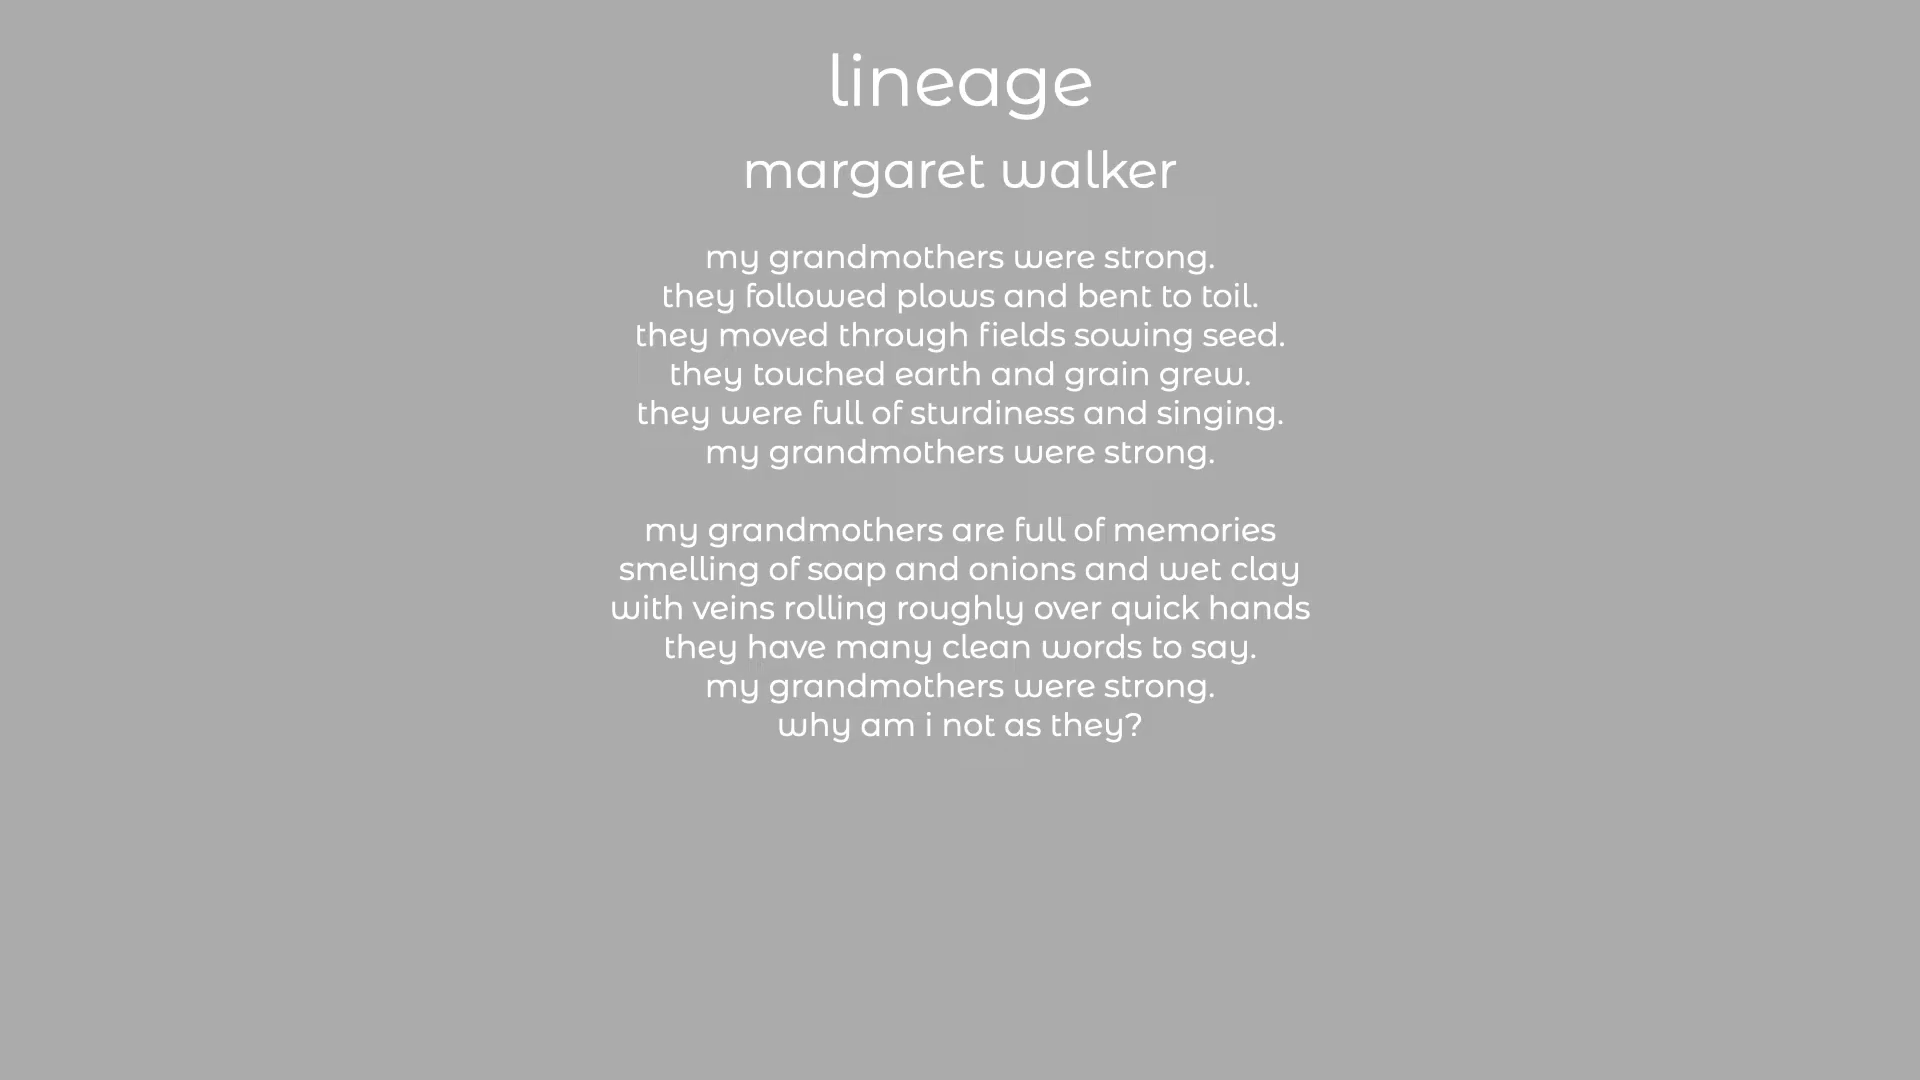 lineage
margaret walker
my grandmothers were strong.
they followed plows and bent to toil.
they moved through fields sowing seed.
they touched earth and grain grew.
they were full of sturdiness and singing.
my grandmothers were strong.
my grandmothers are full of memories
smelling of soap and onions and wet clay
with veins rolling roughly over quick hands
they have many clean words to say.
my grandmothers were strong.
why am i not as they?